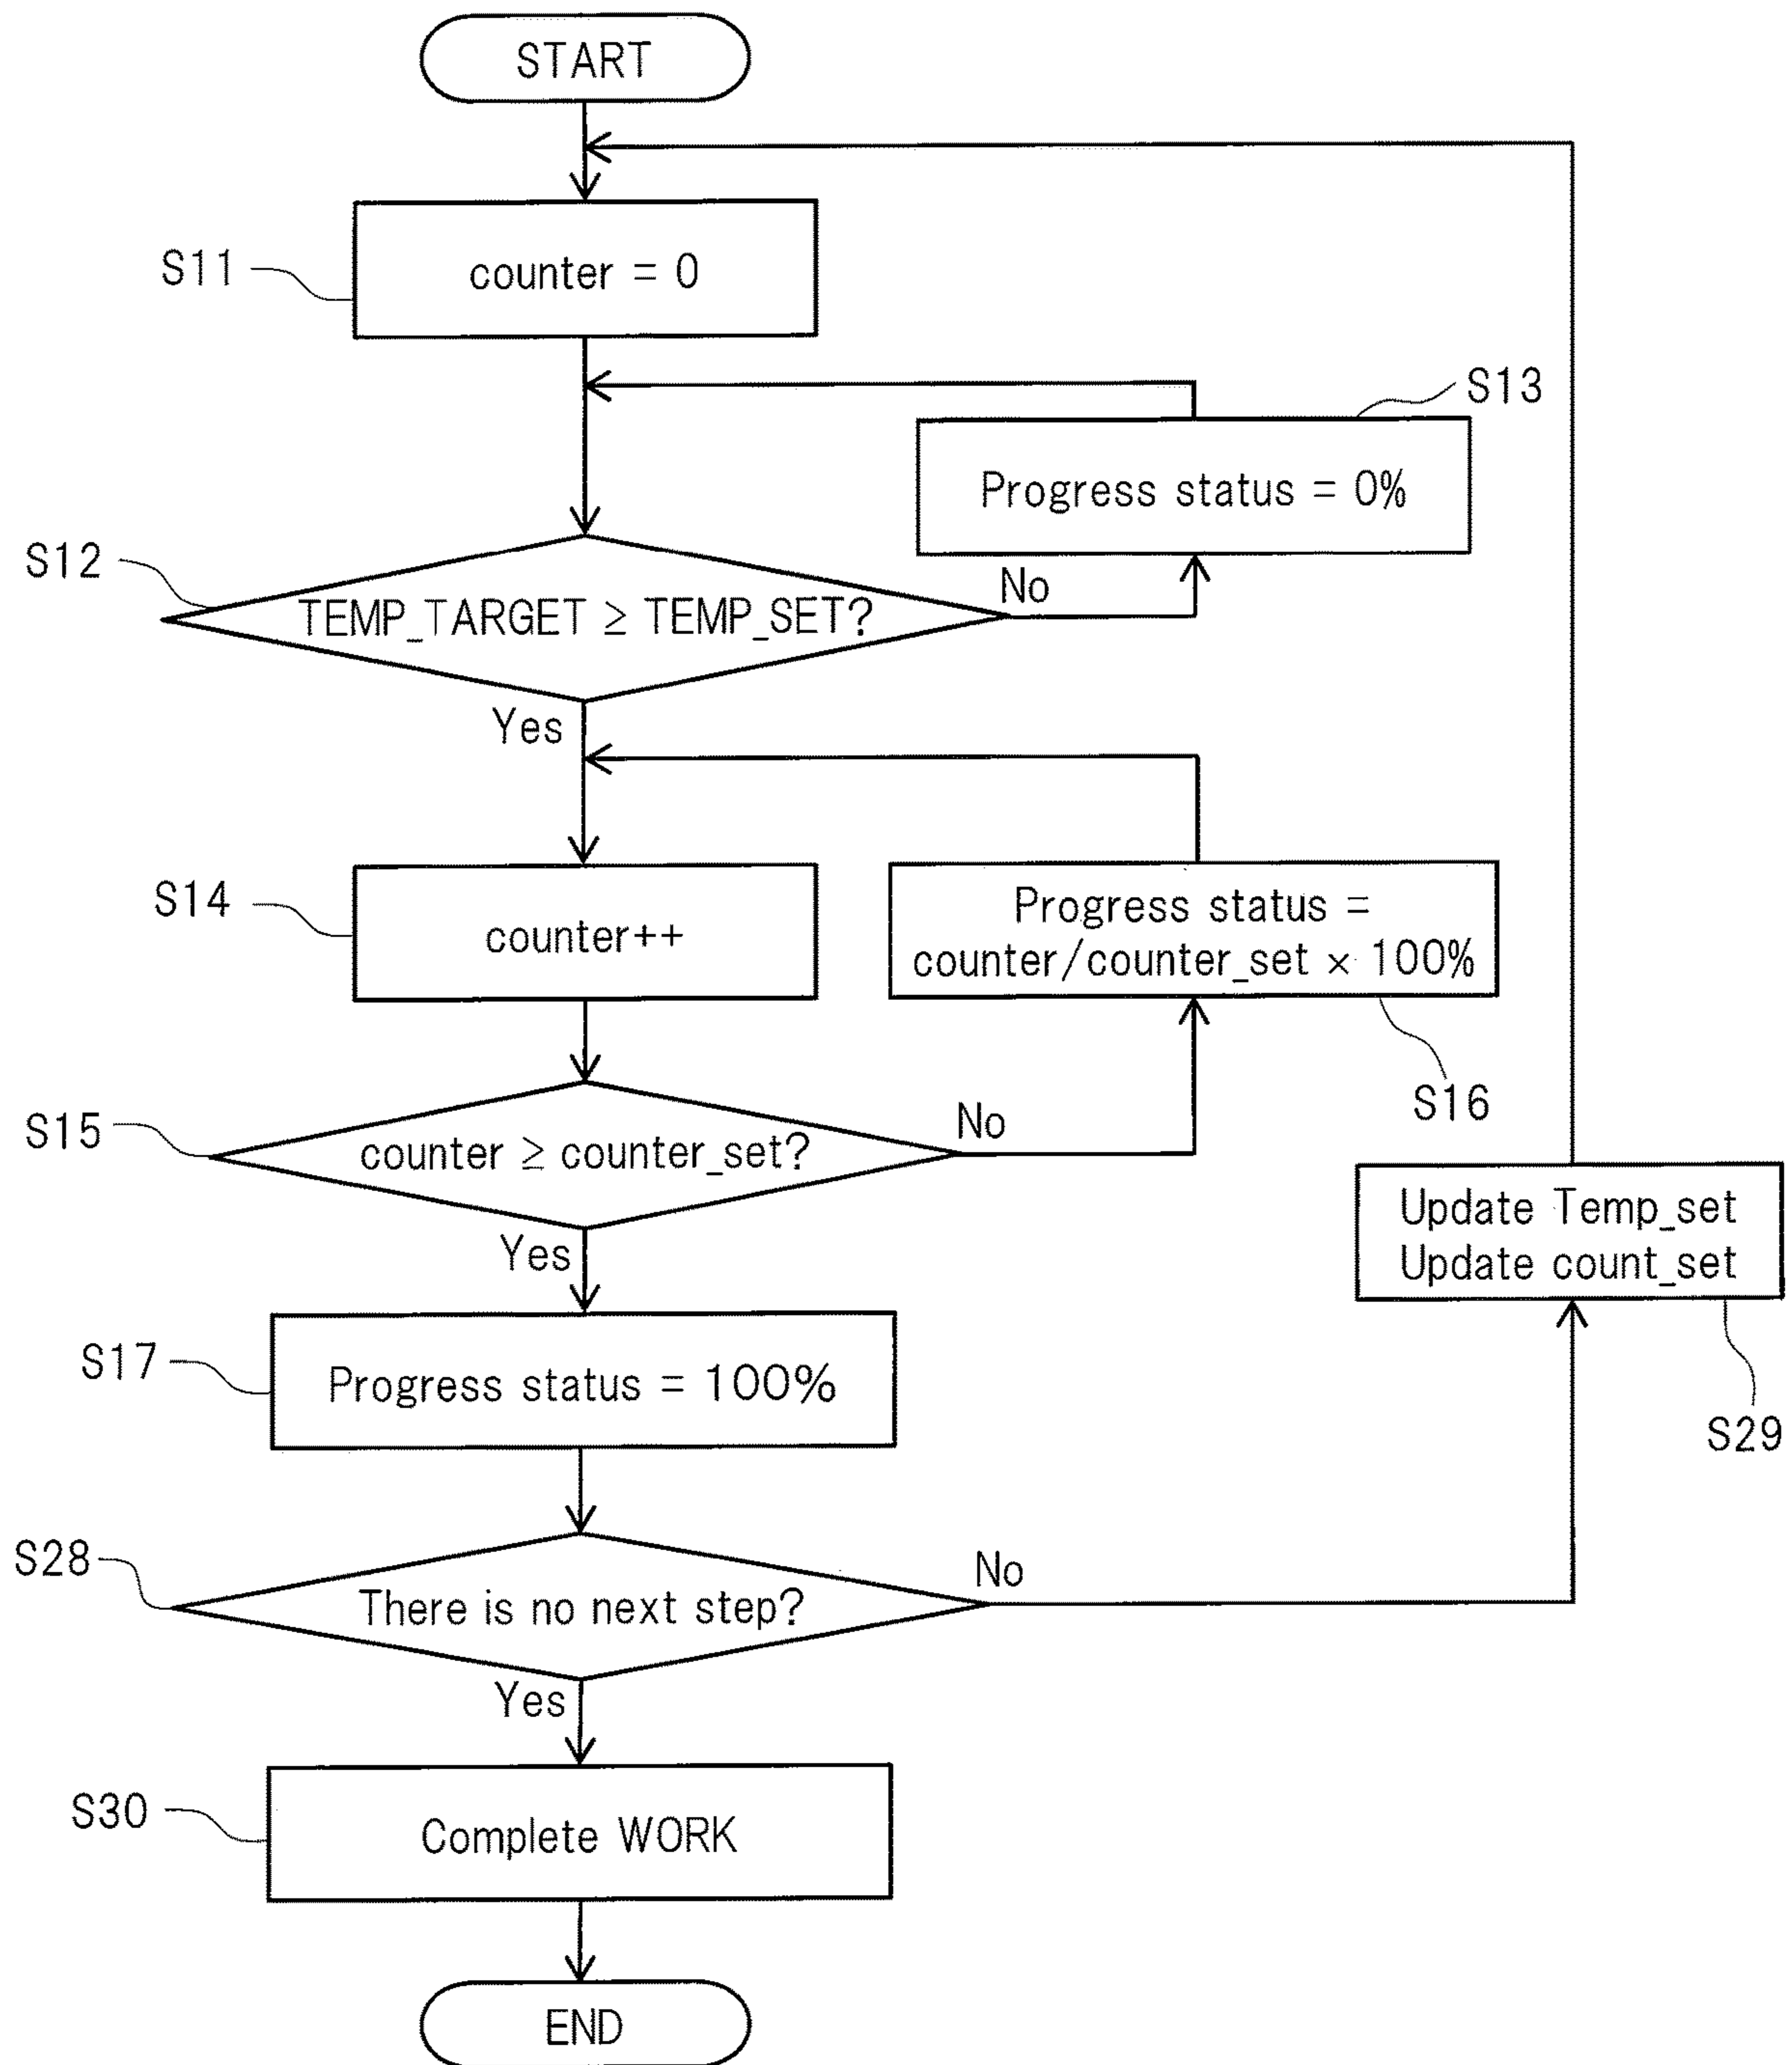 START
S11
counter = 0
S13
Progress status = 0%
S12
TEMP_TARGET ≥ TEMP_SET?
No
Yes
S14
counter++
Progress status =
counter/counter_set × 100%
S16
S15
counter ≥ counter_set?
No
Yes
Update Temp_set
Update count_set
S29
S17
Progress status = 100%
S28
There is no next step?
No
Yes
S30
Complete WORK
END